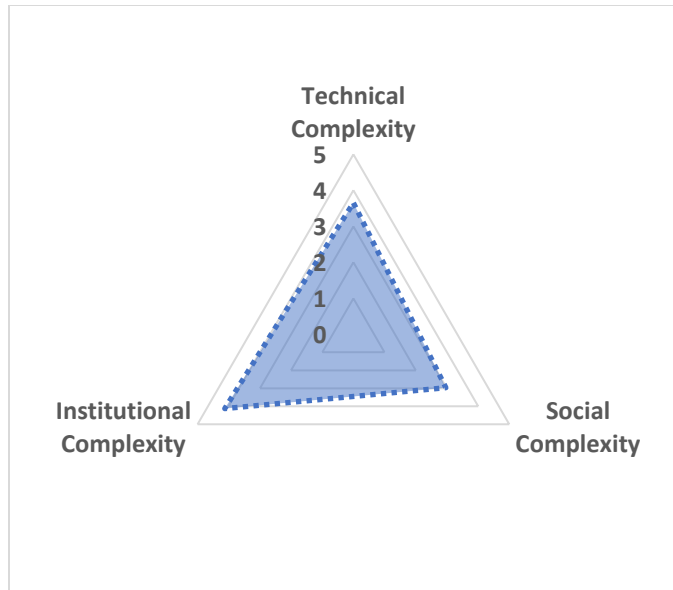 Technical
Complexity
5
4
3
2
1
0
Institutional
Complexity
Social
Complexity